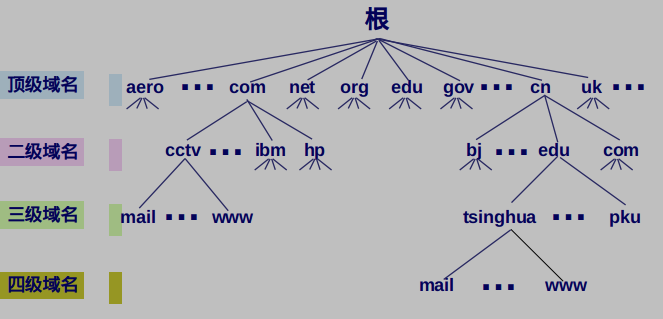 根
顶级域名 aero ... com net org edu gov ... cn uk ...
二级域名 cctv ... ibm hp bj ... edu com
三级域名 mail ... www tsinghua ... pku
四级域名 mail ... www